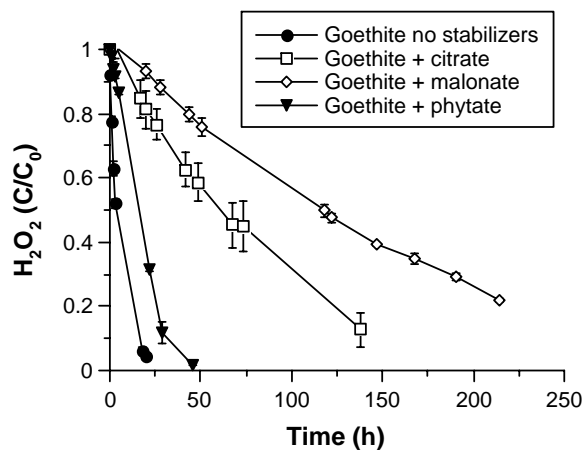 Goethite no stabilizers
Goethite + citrate
Goethite + malonate
Goethite + phytate
H₂O₂ (C/C₀)
1
0.8
0.6
0.4
0.2
0
0 50 100 150 200 250
Time (h)